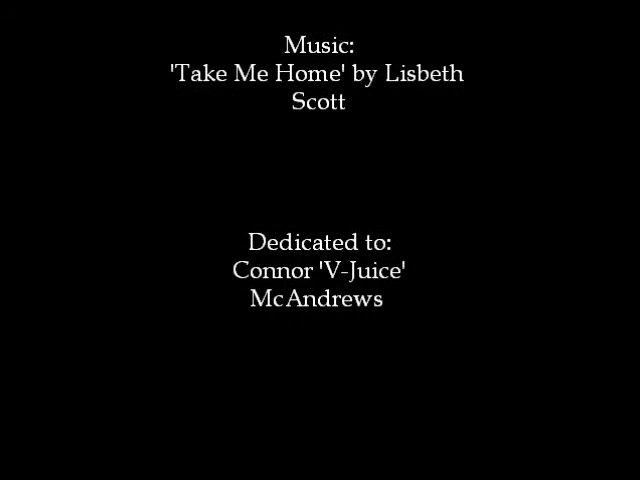 Music:
'Take Me Home' by Lisbeth
Scott
Dedicated to:
Connor 'V-Juice'
McAndrews